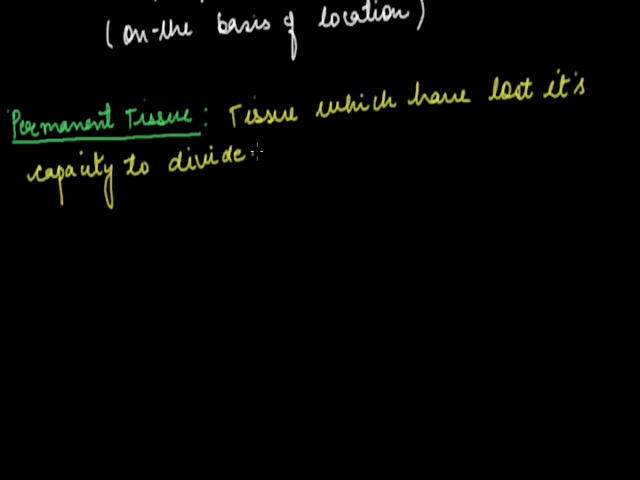 (on-the basis of location)
Permanent Tissue : Tissue which have lost it's
capacity to divide